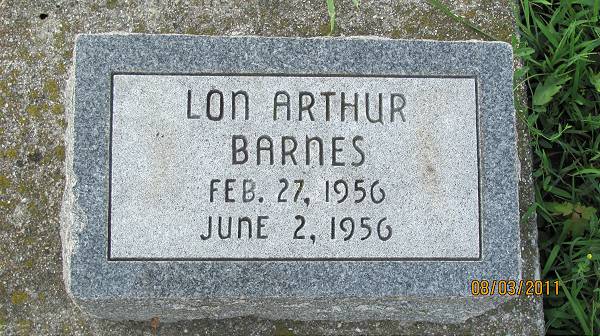 LON ARTHUR
BARNES
FEB. 27, 1956
JUNE 2, 1956
08/03/2011